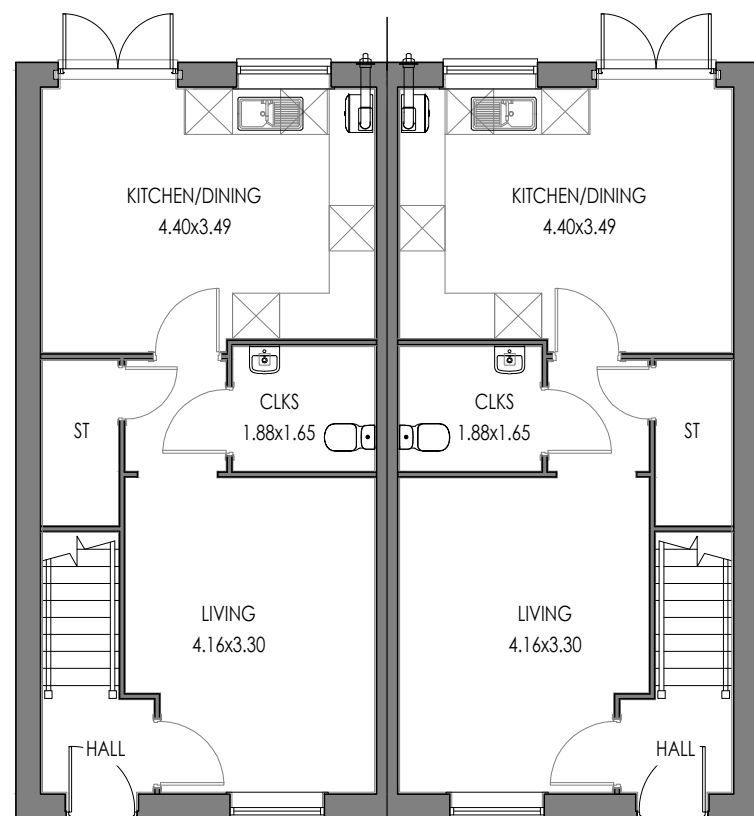 KITCHEN/DINING
4.40x3.49
KITCHEN/DINING
4.40x3.49
CLKS
1.88x1.65
CLKS
1.88x1.65
ST
ST
LIVING
4.16x3.30
LIVING
4.16x3.30
HALL
HALL